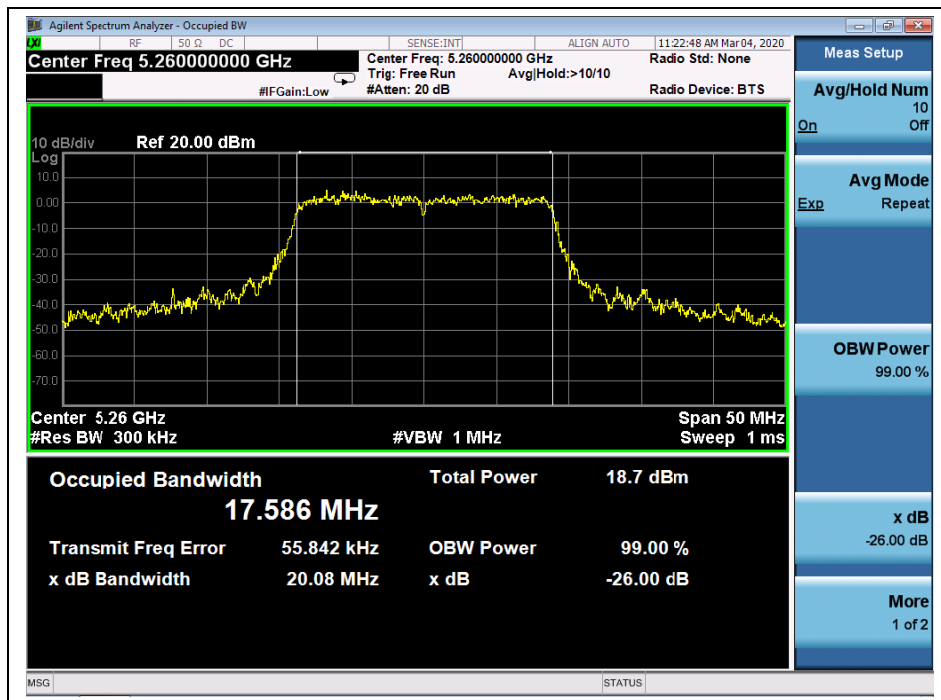 Agilent Spectrum Analyzer - Occupied BW
LXI RF 50 Ω DC SENSE:INT ALIGN AUTO 11:22:48 AM Mar 04, 2020
Center Freq 5.260000000 GHz
#IFGain:Low
Center Freq: 5.260000000 GHz
Trig: Free Run Avg|Hold:>10/10
#Atten: 20 dB
Radio Std: None
Radio Device: BTS
10 dB/div Ref 20.00 dBm
Log
10.0
0.00
-10.0
-20.0
-30.0
-40.0
-50.0
-60.0
-70.0
Center 5.26 GHz Span 50 MHz
#Res BW 300 kHz #VBW 1 MHz Sweep 1 ms
Occupied Bandwidth Total Power 18.7 dBm
17.586 MHz
Transmit Freq Error 55.842 kHz OBW Power 99.00 %
x dB Bandwidth 20.08 MHz x dB -26.00 dB
MSG STATUS
Meas Setup
Avg/Hold Num
10
On Off
Avg Mode
Exp Repeat
OBW Power
99.00 %
x dB
-26.00 dB
More
1 of 2